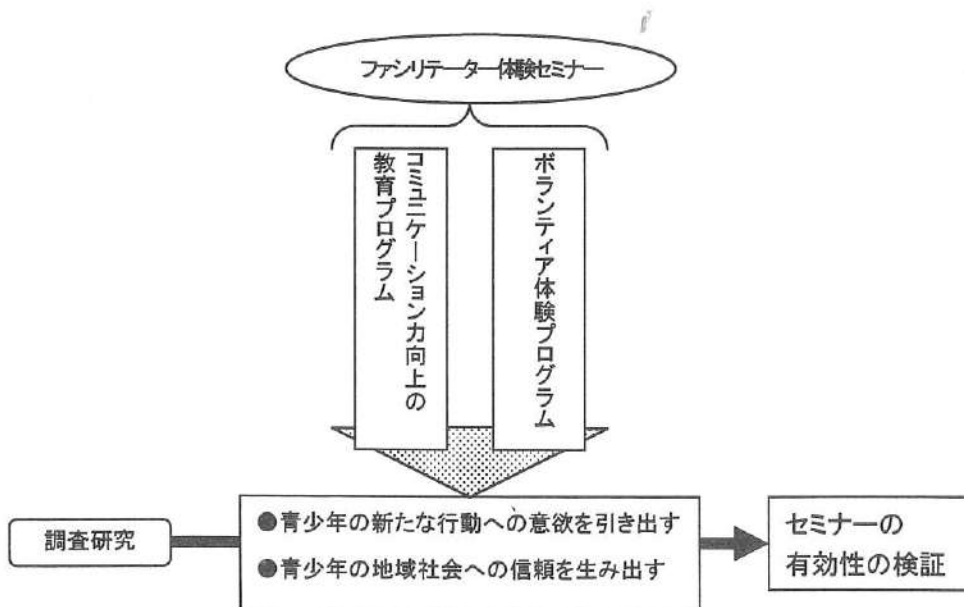 ファシリテーター体験セミナー
コミュニケーション力向上の
教育プログラム
ボランティア体験プログラム
調査研究
●青少年の新たな行動への意欲を引き出す
●青少年の地域社会への信頼を生み出す
セミナーの
有効性の検証